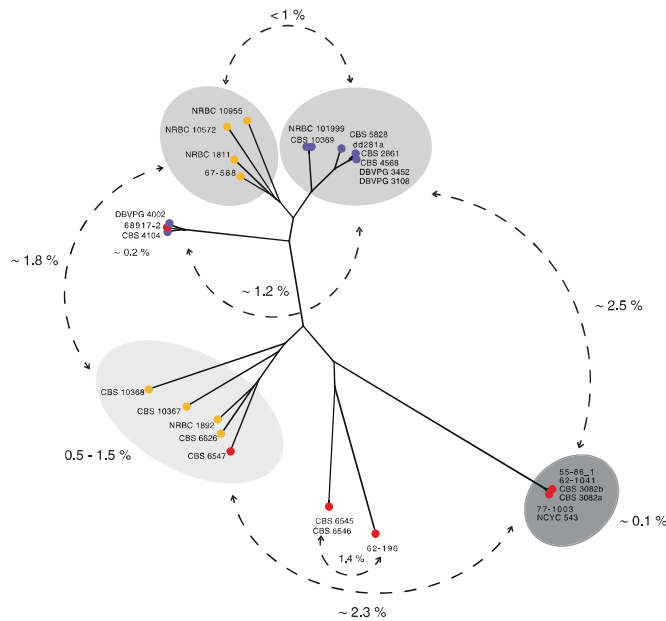 < 1 %
NRBC 10955
NRBC 10572
NRBC 1811
67-588
NRBC 101999
CBS 10369
CBS 5828
dd281a
CBS 2861
CBS 4568
DBVPG 3452
DBVPG 3108
DBVPG 4002
68917-2
CBS 4104
~ 0.2 %
~ 1.8 %
~ 1.2 %
~ 2.5 %
CBS 10368
CBS 10367
NRBC 1892
CBS 6626
CBS 6547
0.5 - 1.5 %
55-86_1
62-1041
CBS 3082b
CBS 3082a
77-1003
NCYC 543
~ 0.1 %
CBS 6545
CBS 6546
62-196
1.4 %
~ 2.3 %